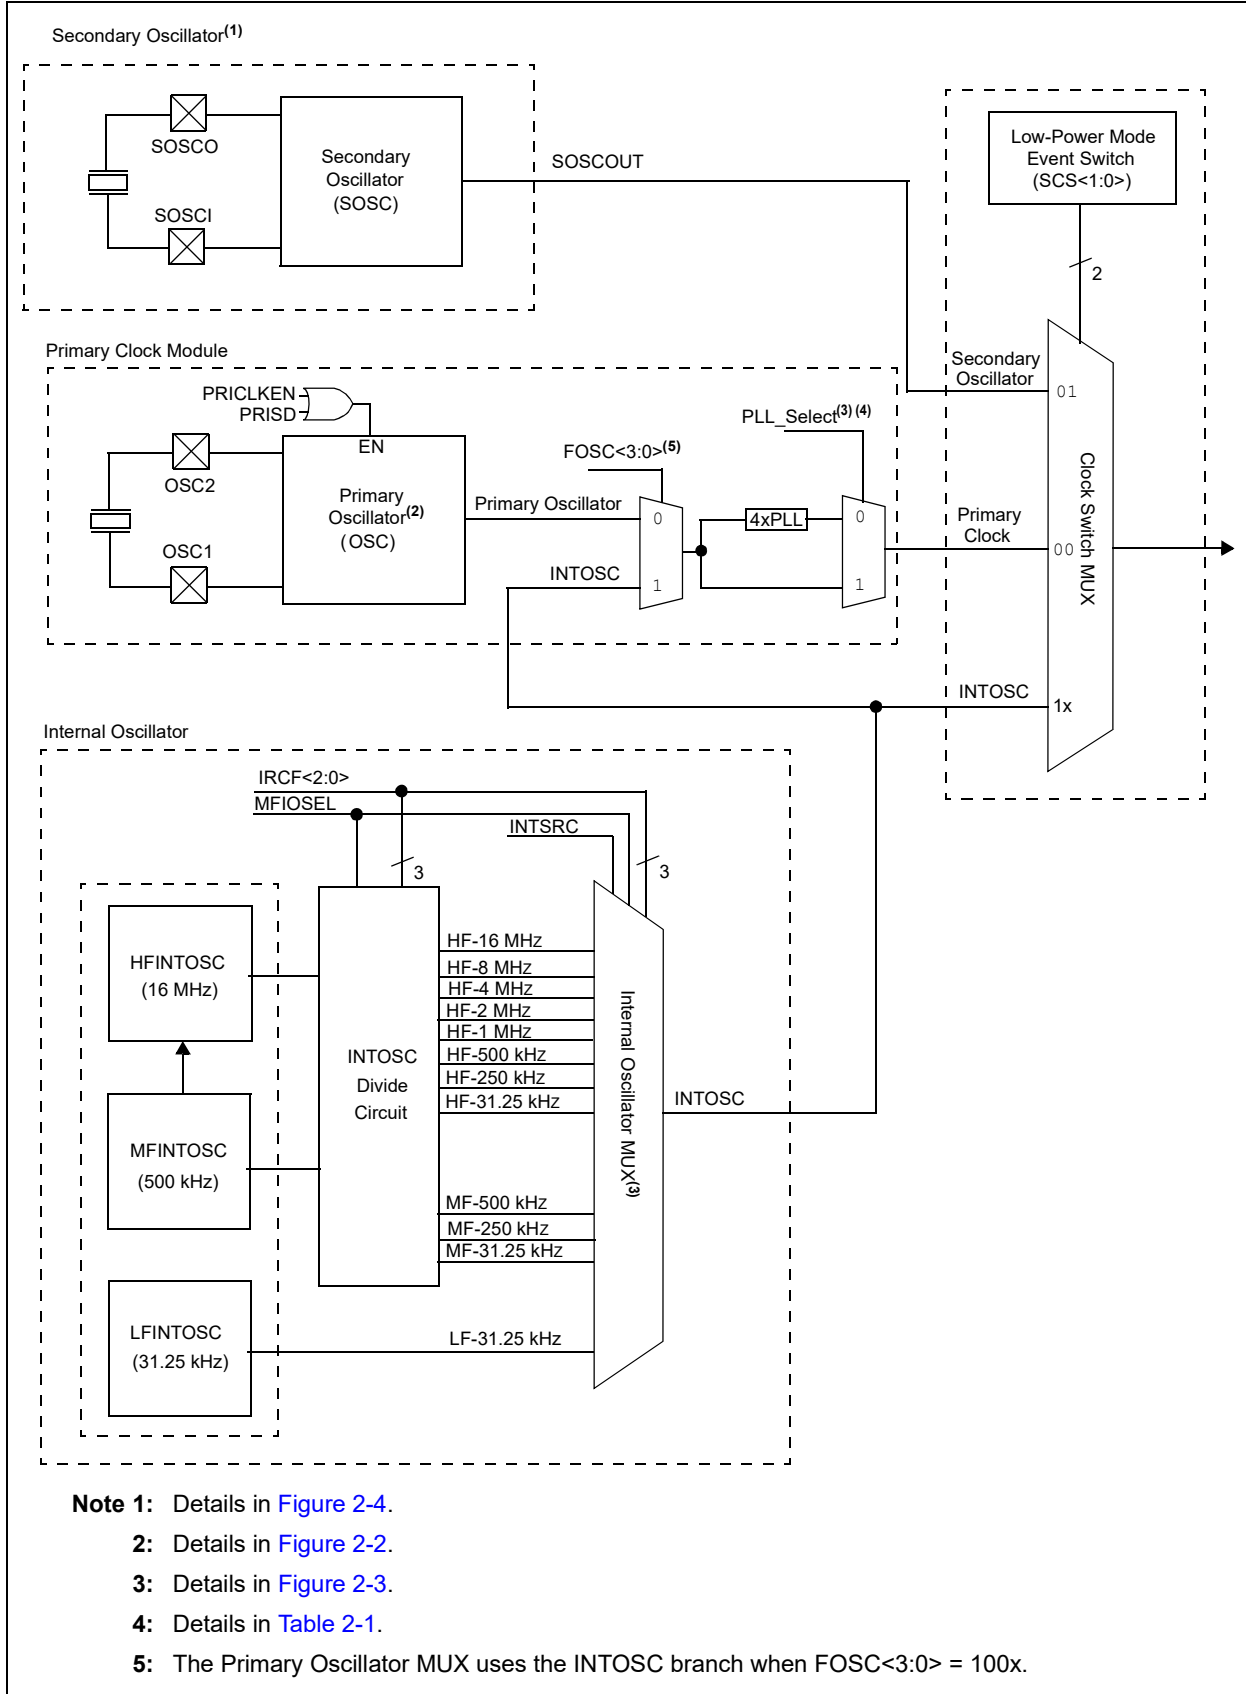 Secondary Oscillator(1)
SOSCO
SOSCI
Secondary
Oscillator
(SOSC)
SOSCOUT
Low-Power Mode
Event Switch
(SCS<1:0>)
2
Secondary
Oscillator
01
Primary
Clock
00
INTOSC
1x
Clock Switch MUX
Primary Clock Module
PRICLKEN
PRISD
EN
OSC2
OSC1
Primary
Oscillator(2)
(OSC)
Primary Oscillator
INTOSC
FOSC<3:0>(5)
0
1
4xPLL
PLL_Select(3) (4)
0
1
Internal Oscillator
IRCF<2:0>
MFIOSEL
INTSRC
3
3
HFINTOSC
(16 MHz)
MFINTOSC
(500 kHz)
LFINTOSC
(31.25 kHz)
INTOSC
Divide
Circuit
HF-16 MHz
HF-8 MHz
HF-4 MHz
HF-2 MHz
HF-1 MHz
HF-500 kHz
HF-250 kHz
HF-31.25 kHz
MF-500 kHz
MF-250 kHz
MF-31.25 kHz
LF-31.25 kHz
Internal Oscillator MUX(3)
INTOSC
Note 1: Details in Figure 2-4.
2: Details in Figure 2-2.
3: Details in Figure 2-3.
4: Details in Table 2-1.
5: The Primary Oscillator MUX uses the INTOSC branch when FOSC<3:0> = 100x.